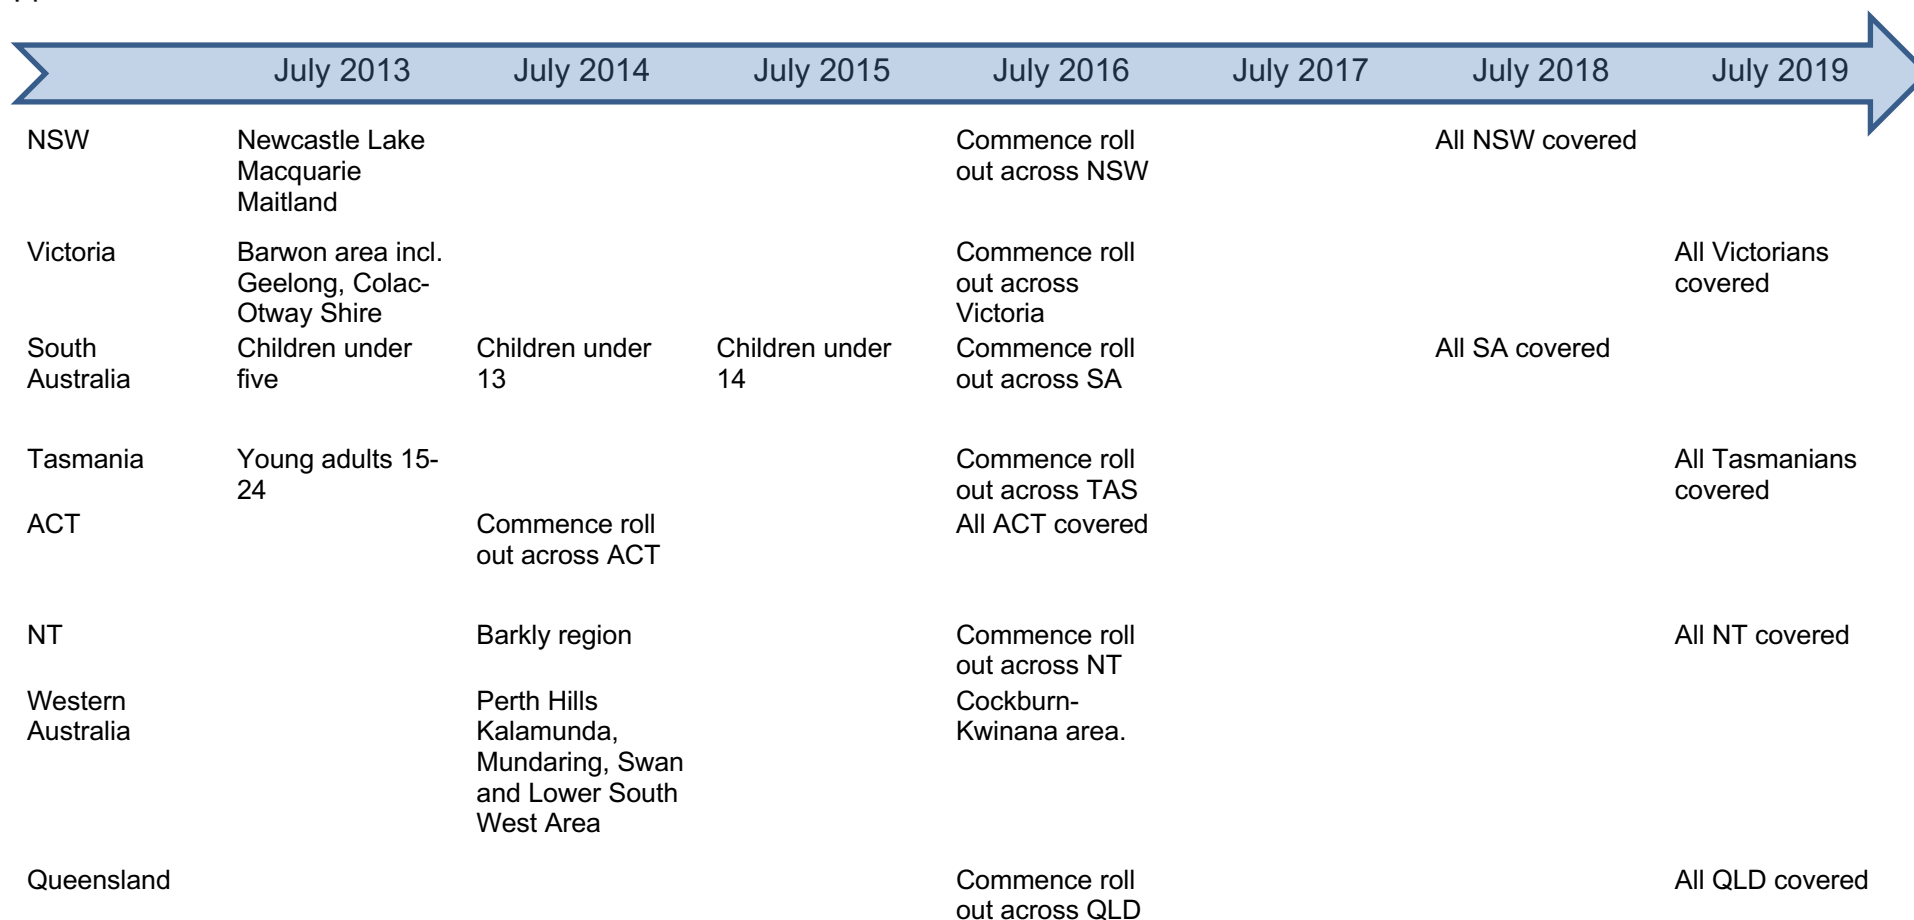 July 2013 July 2014 July 2015 July 2016 July 2017 July 2018 July 2019
NSW Newcastle Lake Commence roll All NSW covered
Macquarie out across NSW
Maitland
Victoria Barwon area incl. Commence roll All Victorians
Geelong, Colac- out across covered
Otway Shire Victoria
South Children under Children under Children under Commence roll All SA covered
Australia five 13 14 out across SA
Tasmania Young adults 15- Commence roll All Tasmanians
24 out across TAS covered
ACT Commence roll All ACT covered
out across ACT
NT Barkly region Commence roll All NT covered
out across NT
Western Perth Hills Cockburn-
Australia Kalamunda, Kwinana area.
Mundaring, Swan
and Lower South
West Area
Queensland Commence roll All QLD covered
out across QLD